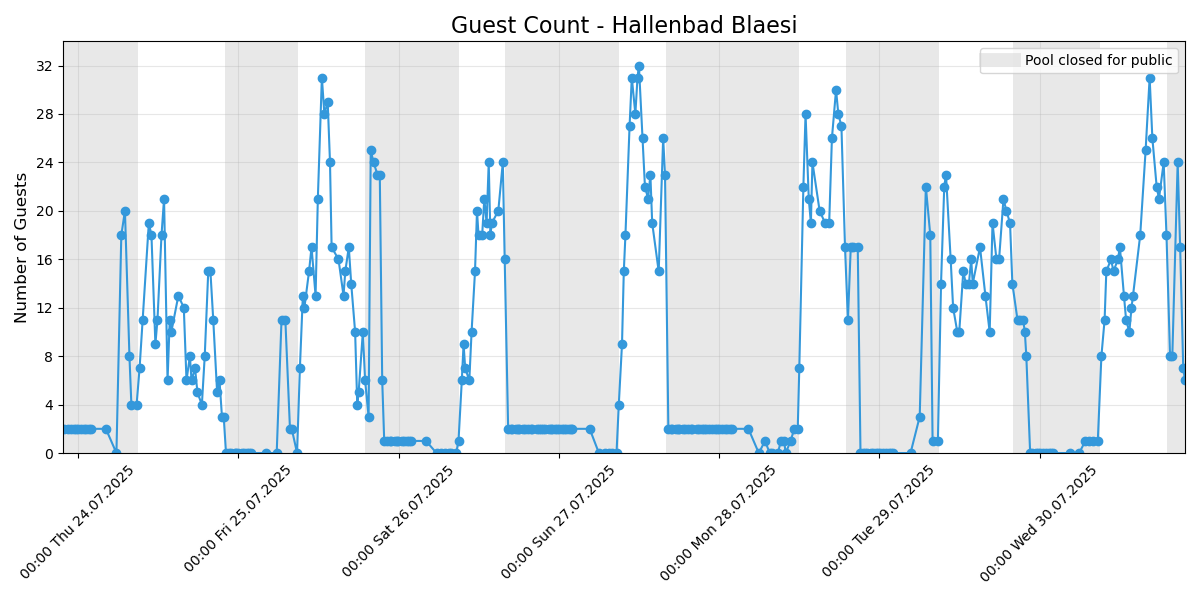 Guest Count - Hallenbad Blaesi
Pool closed for public
Number of Guests
32
28
24
20
16
12
8
4
0
00:00 Thu 24.07.2025
00:00 Fri 25.07.2025
00:00 Sat 26.07.2025
00:00 Sun 27.07.2025
00:00 Mon 28.07.2025
00:00 Tue 29.07.2025
00:00 Wed 30.07.2025